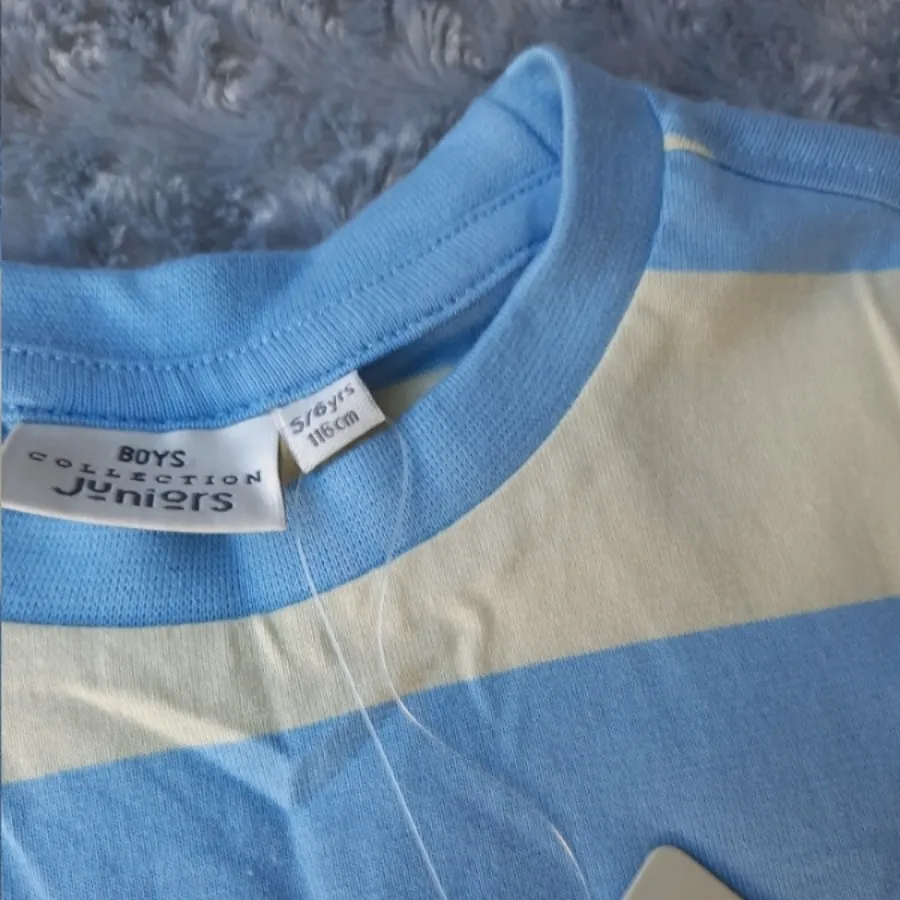 BOYS
COLLECTION
Juniors
5/6yrs
116cm